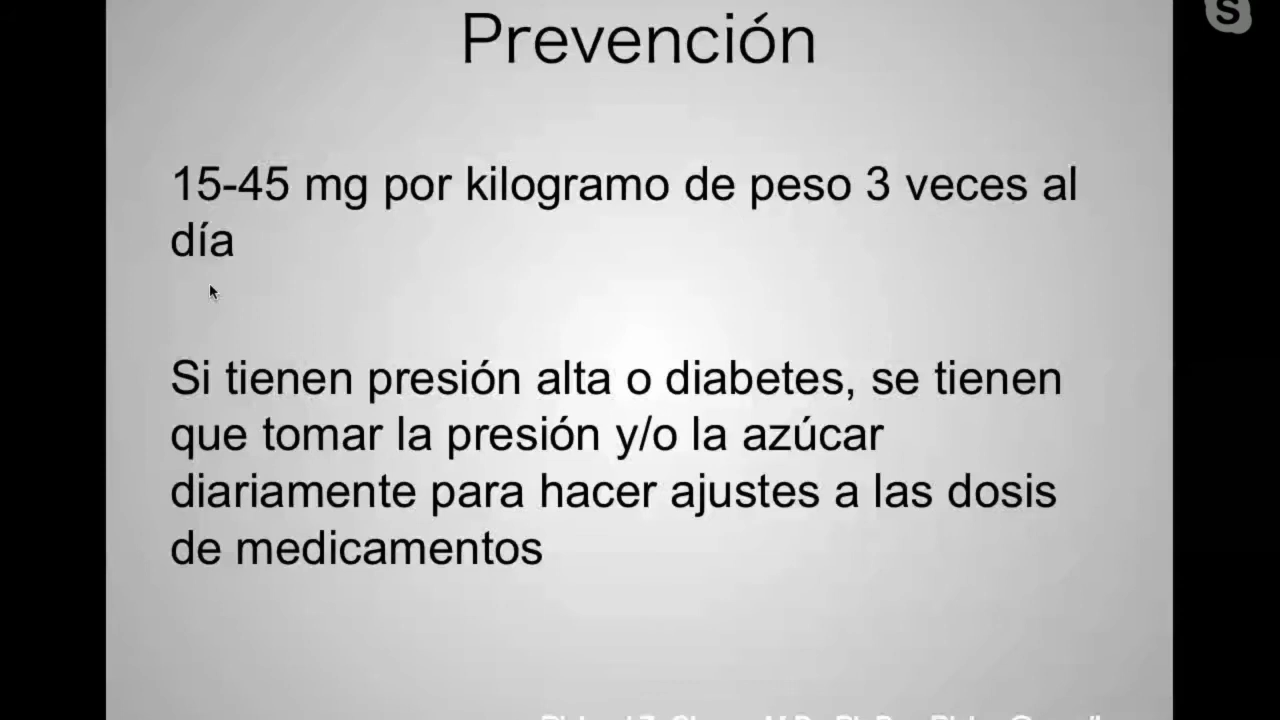 Prevención
15-45 mg por kilogramo de peso 3 veces al
día
Si tienen presión alta o diabetes, se tienen
que tomar la presión y/o la azúcar
diariamente para hacer ajustes a las dosis
de medicamentos
S